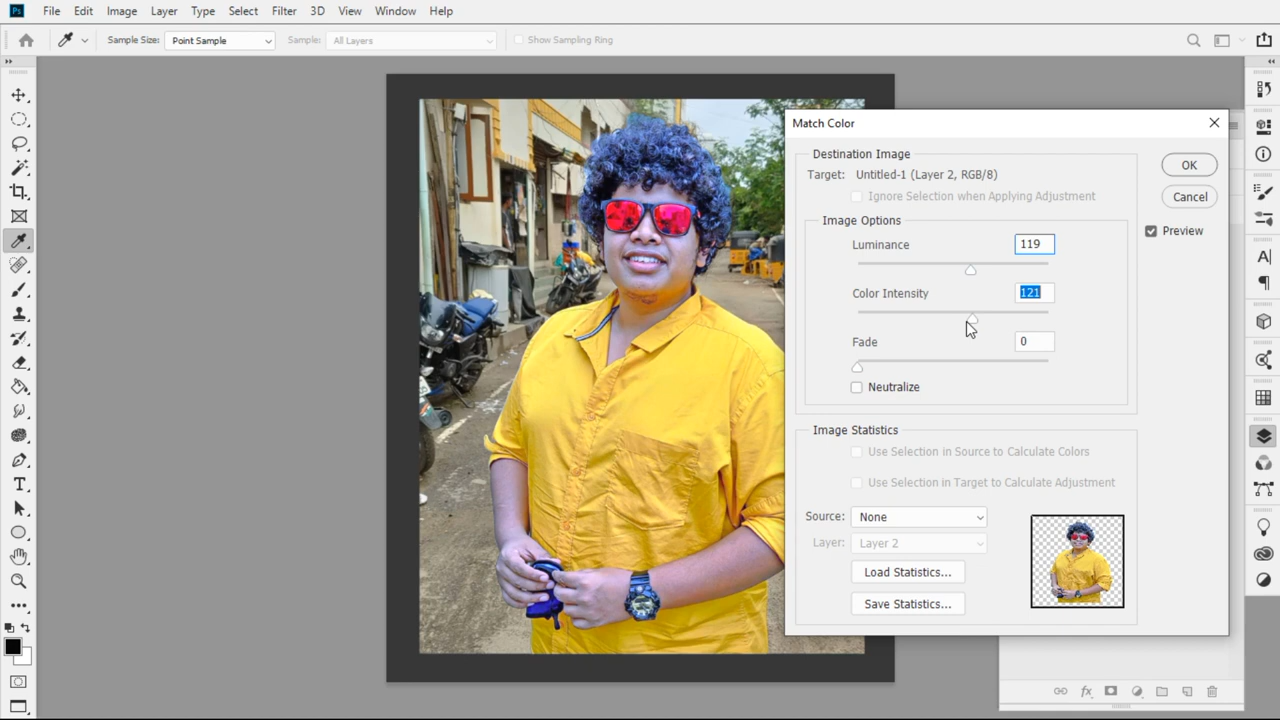 Ps File Edit Image Layer Type Select Filter 3D View Window Help
Sample Size: Point Sample Sample: All Layers Show Sampling Ring
Match Color
Destination Image
Target: Untitled-1 (Layer 2, RGB/8)
Ignore Selection when Applying Adjustment
Image Options
Luminance 119
Color Intensity 121
Fade 0
Neutralize
OK
Cancel
Preview
Image Statistics
Use Selection in Source to Calculate Colors
Use Selection in Target to Calculate Adjustment
Source: None
Layer: Layer 2
Load Statistics...
Save Statistics...
T
A
fx